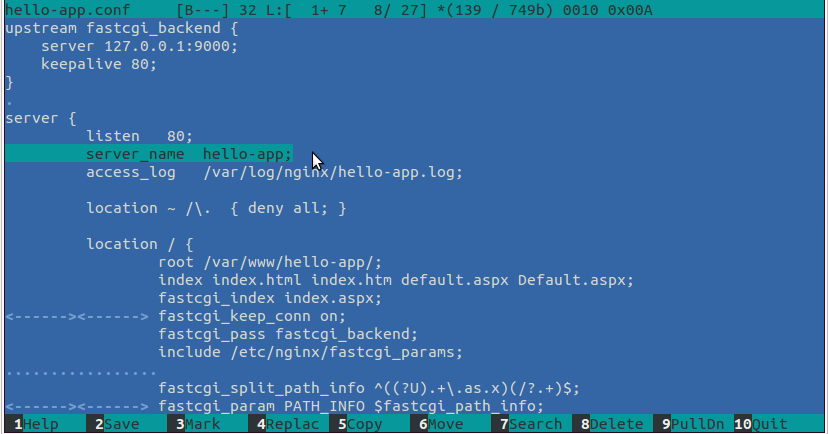 hello-app.conf     [B---] 32 L:[  1+ 7   8/ 27] *(139 / 749b) 0010 0x00A
upstream fastcgi_backend {
    server 127.0.0.1:9000;
    keepalive 80;
}
.
server {
         listen   80;
         server_name  hello-app;
         access_log   /var/log/nginx/hello-app.log;

         location ~ /\.  { deny all; }

         location / {
                 root /var/www/hello-app/;
                 index index.html index.htm default.aspx Default.aspx;
                 fastcgi_index index.aspx;
<------><------> fastcgi_keep_conn on;
                 fastcgi_pass fastcgi_backend;
                 include /etc/nginx/fastcgi_params;
.................
                 fastcgi_split_path_info ^((?U).+\.as.x)(/?.+)$;
<------><------> fastcgi_param PATH_INFO $fastcgi_path_info;
1Help   2Save   3Mark   4Replac 5Copy   6Move   7Search 8Delete 9PullDn 10Quit